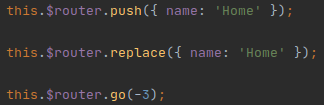 this.$router.push({ name: 'Home' });
this.$router.replace({ name: 'Home' });
this.$router.go(-3);